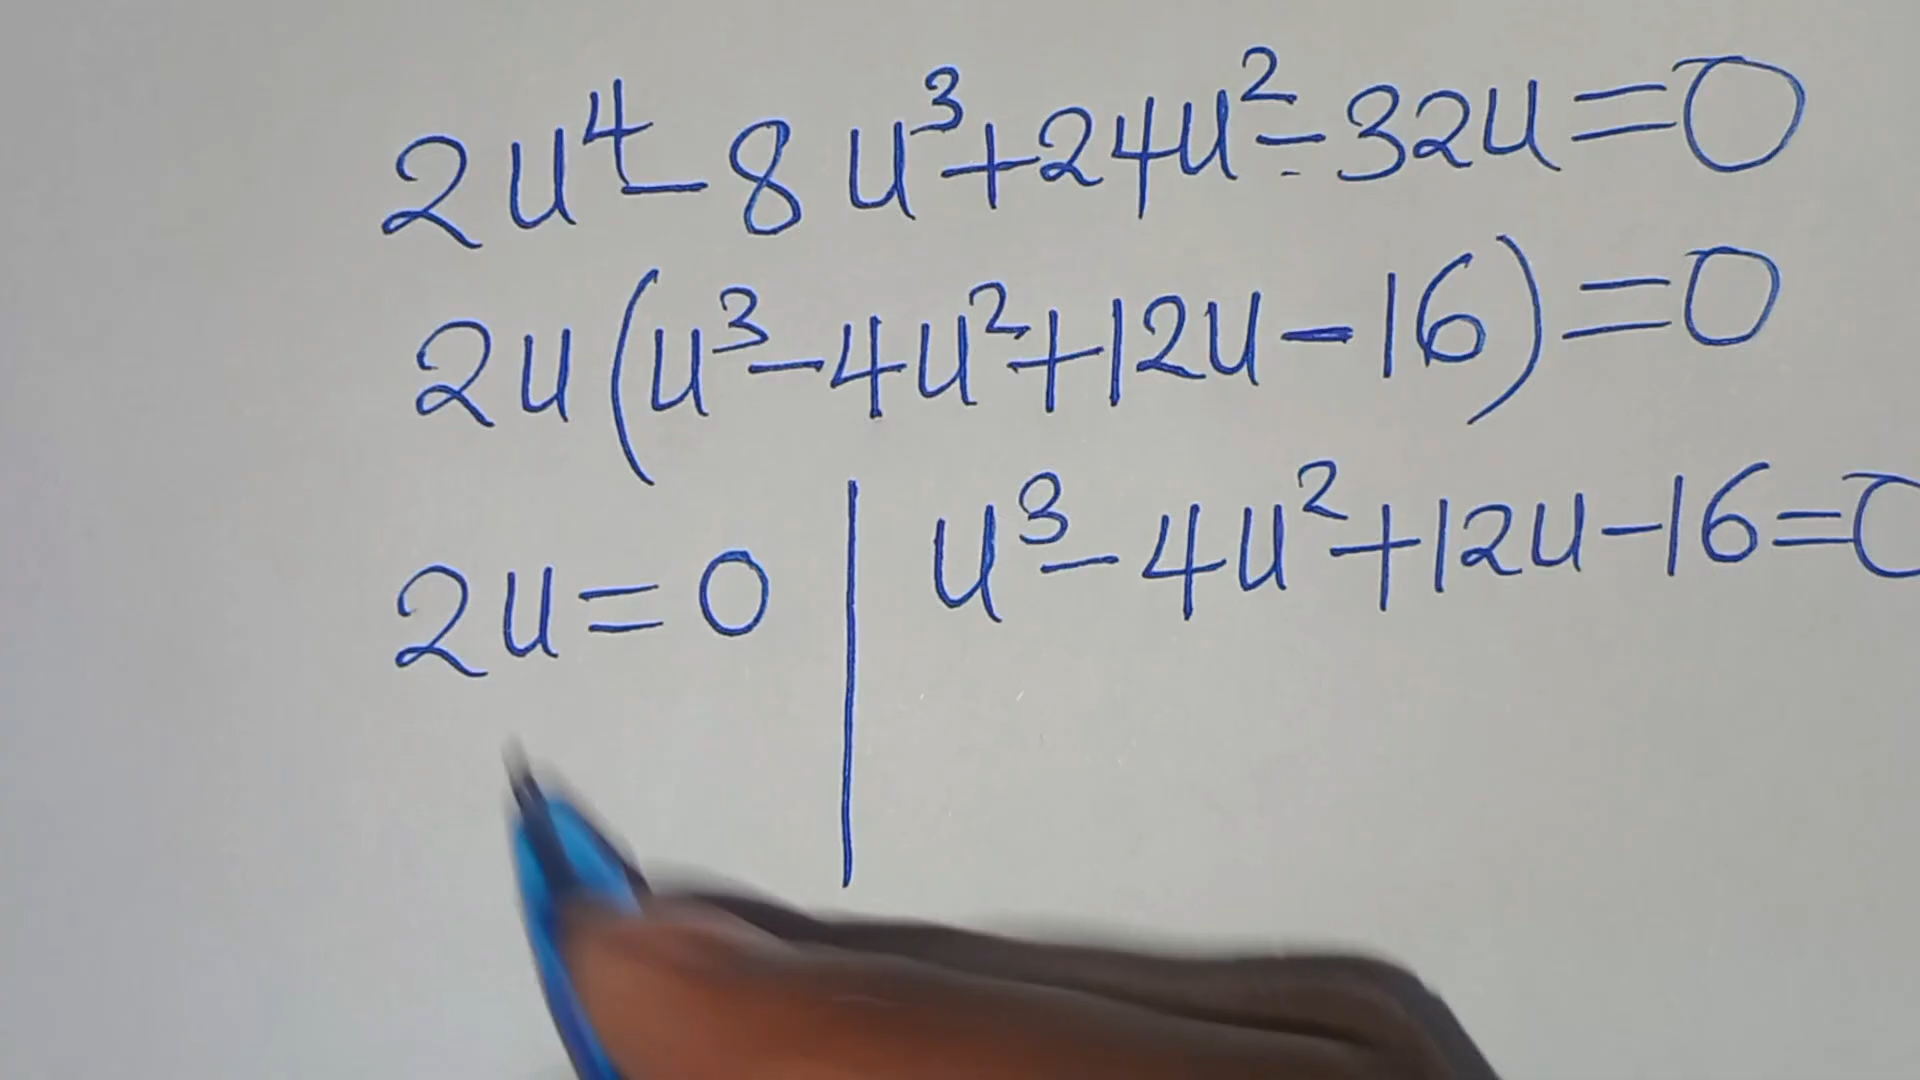 2u⁴ - 8u³ + 24u² - 32u = 0
2u(u³ - 4u² + 12u - 16) = 0
2u = 0 | u³ - 4u² + 12u - 16 = 0